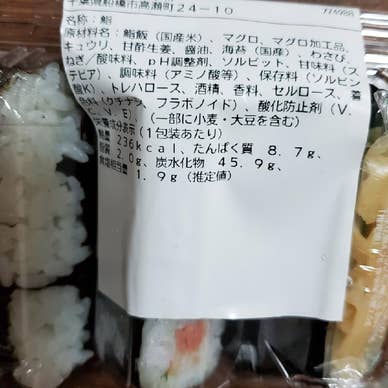 千葉県船橋市高瀬町24-10
774988
名称：鮨
原材料名：鮨飯（国産米）、マグロ、マグロ加工品、
キュウリ、甘酢生姜、醤油、海苔（国産）、わさび、
ねぎ／酸味料、pH調整剤、ソルビット、甘味料（ス
テビア）、調味料（アミノ酸等）、保存料（ソルビン
酸K）、トレハロース、酒精、香料、セルロース、着
色料（クチナシ、フラボノイド）、酸化防止剤（V.
C、V.E）、（一部に小麦・大豆を含む）
栄養成分表示（1包装あたり）
熱量 236kcal、たんぱく質 8.7g、
脂質 2.0g、炭水化物 45.9g、
食塩相当量 1.9g（推定値）